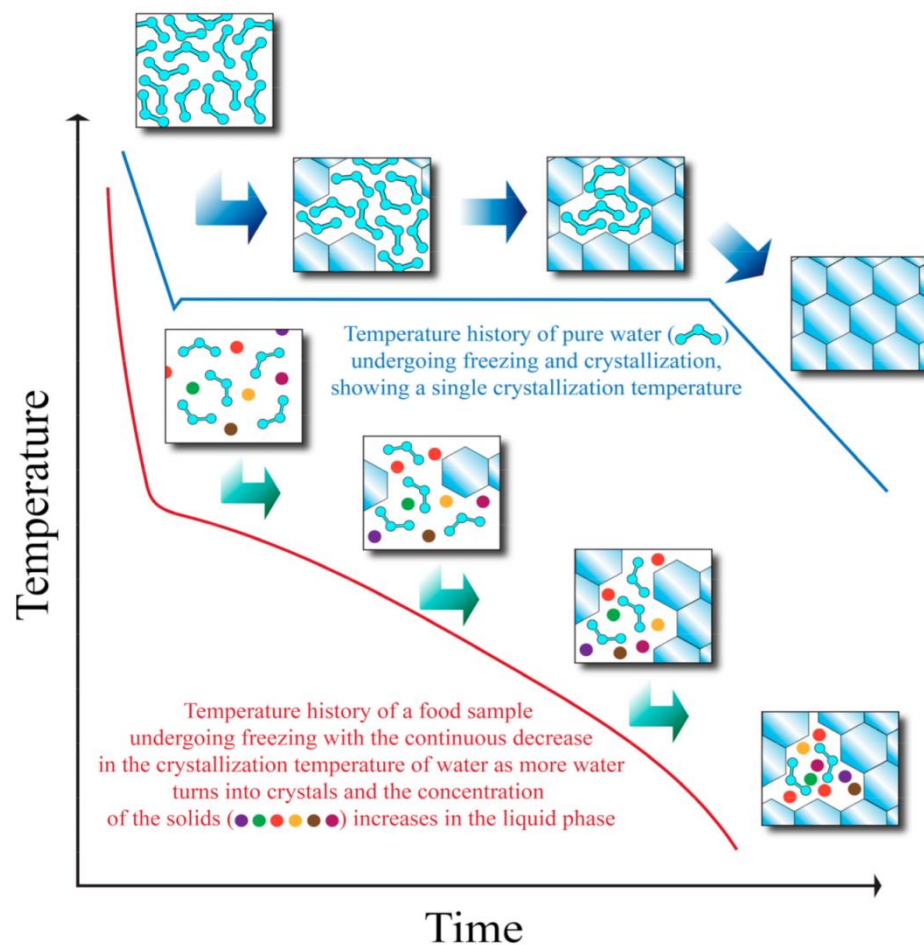 Temperature history of pure water ( )
undergoing freezing and crystallization,
showing a single crystallization temperature
Temperature
Temperature history of a food sample
undergoing freezing with the continuous decrease
in the crystallization temperature of water as more water
turns into crystals and the concentration
of the solids ( ) increases in the liquid phase
Time